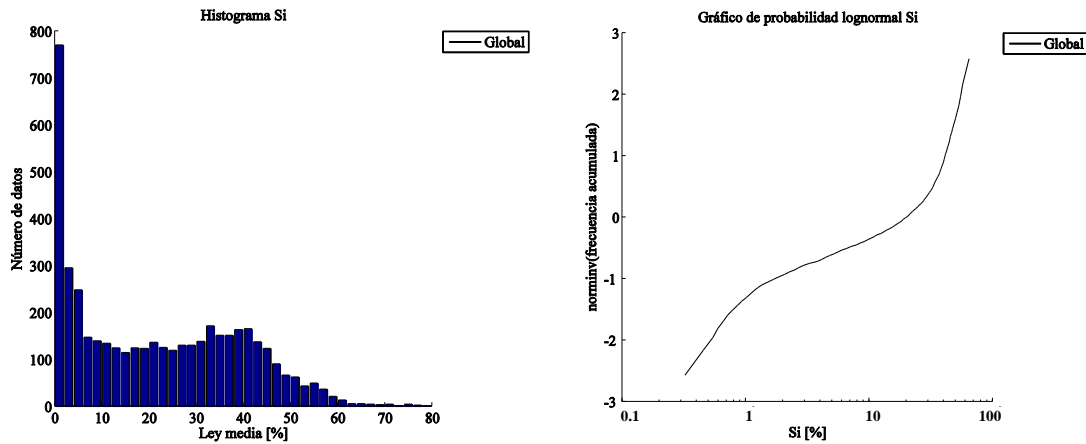 Histograma Si
Global
Número de datos
800
700
600
500
400
300
200
100
0
0 10 20 30 40 50 60 70 80
Ley media [%]
Gráfico de probabilidad lognormal Si
Global
norminv(frecuencia acumulada)
3
2
1
0
-1
-2
-3
0.1 1 10 100
Si [%]